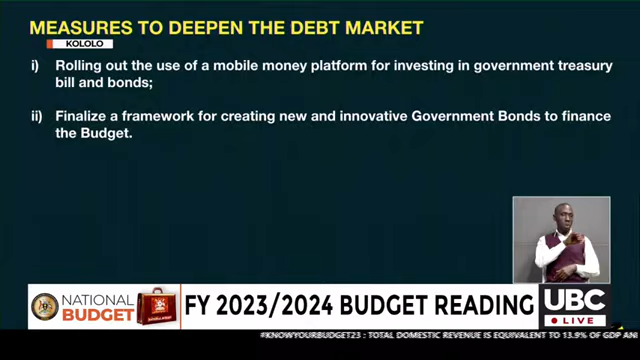 MEASURES TO DEEPEN THE DEBT MARKET
KOLOLO
i) Rolling out the use of a mobile money platform for investing in government treasury
bill and bonds;
ii) Finalize a framework for creating new and innovative Government Bonds to finance
the Budget.
NATIONAL
BUDGET
FY 2023/2024 BUDGET READING
UBC
LIVE
#KNOWYOURBUDGET23 : TOTAL DOMESTIC REVENUE IS EQUIVALENT TO 13.9% OF GDP AN